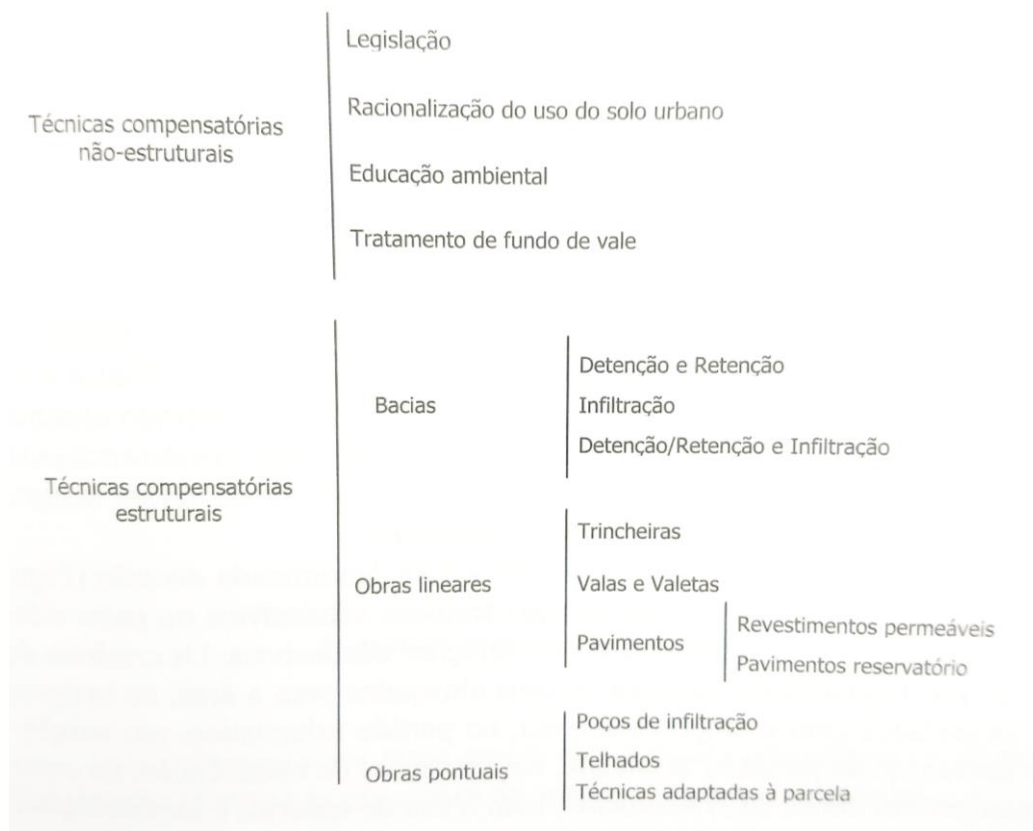 Legislação
Racionalização do uso do solo urbano
Técnicas compensatórias
não-estruturais
Educação ambiental
Tratamento de fundo de vale
Detenção e Retenção
Bacias
Infiltração
Detenção/Retenção e Infiltração
Técnicas compensatórias
estruturais
Trincheiras
Obras lineares
Valas e Valetas
Pavimentos
Revestimentos permeáveis
Pavimentos reservatório
Poços de infiltração
Obras pontuais
Telhados
Técnicas adaptadas à parcela